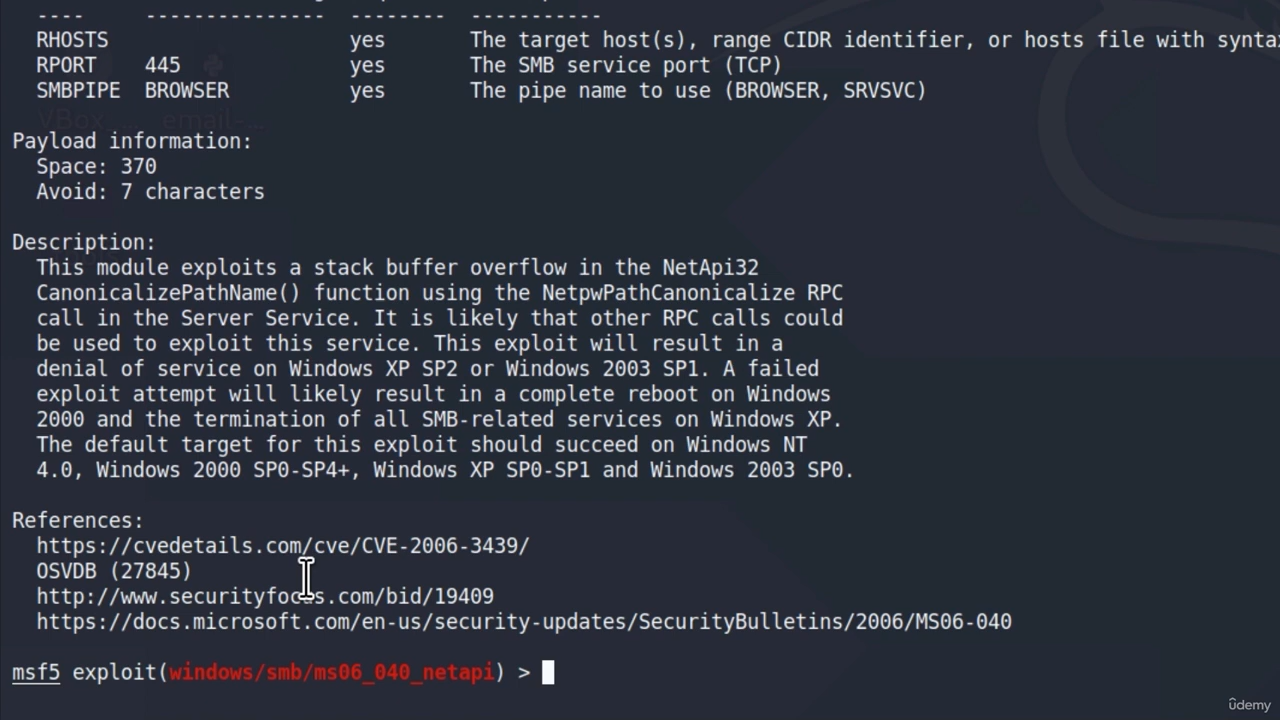 ---- --------------- -------- -----------
RHOSTS yes The target host(s), range CIDR identifier, or hosts file with syntax
RPORT 445 yes The SMB service port (TCP)
SMBPIPE BROWSER yes The pipe name to use (BROWSER, SRVSVC)
VBox_... email-...
Payload information:
Space: 370
Avoid: 7 characters
Description:
This module exploits a stack buffer overflow in the NetApi32
CanonicalizePathName() function using the NetpwPathCanonicalize RPC
call in the Server Service. It is likely that other RPC calls could
be used to exploit this service. This exploit will result in a
denial of service on Windows XP SP2 or Windows 2003 SP1. A failed
exploit attempt will likely result in a complete reboot on Windows
2000 and the termination of all SMB-related services on Windows XP.
The default target for this exploit should succeed on Windows NT
4.0, Windows 2000 SP0-SP4+, Windows XP SP0-SP1 and Windows 2003 SP0.
References:
https://cvedetails.com/cve/CVE-2006-3439/
OSVDB (27845)
http://www.securityfocus.com/bid/19409
https://docs.microsoft.com/en-us/security-updates/SecurityBulletins/2006/MS06-040
msf5 exploit(windows/smb/ms06_040_netapi) >
ûdemy